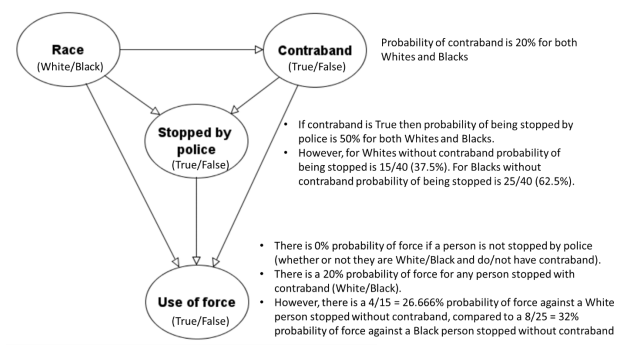 Race
(White/Black)
Contraband
(True/False)
Probability of contraband is 20% for both
Whites and Blacks
Stopped by
police
(True/False)
• If contraband is True then probability of being stopped by
police is 50% for both Whites and Blacks.
• However, for Whites without contraband probability of
being stopped is 15/40 (37.5%). For Blacks without
contraband probability of being stopped is 25/40 (62.5%).
Use of force
(True/False)
• There is 0% probability of force if a person is not stopped by police
(whether or not they are White/Black and do/not have contraband).
• There is a 20% probability of force for any person stopped with
contraband (White/Black).
• However, there is a 4/15 = 26.666% probability of force against a White
person stopped without contraband, compared to a 8/25 = 32%
probability of force against a Black person stopped without contraband